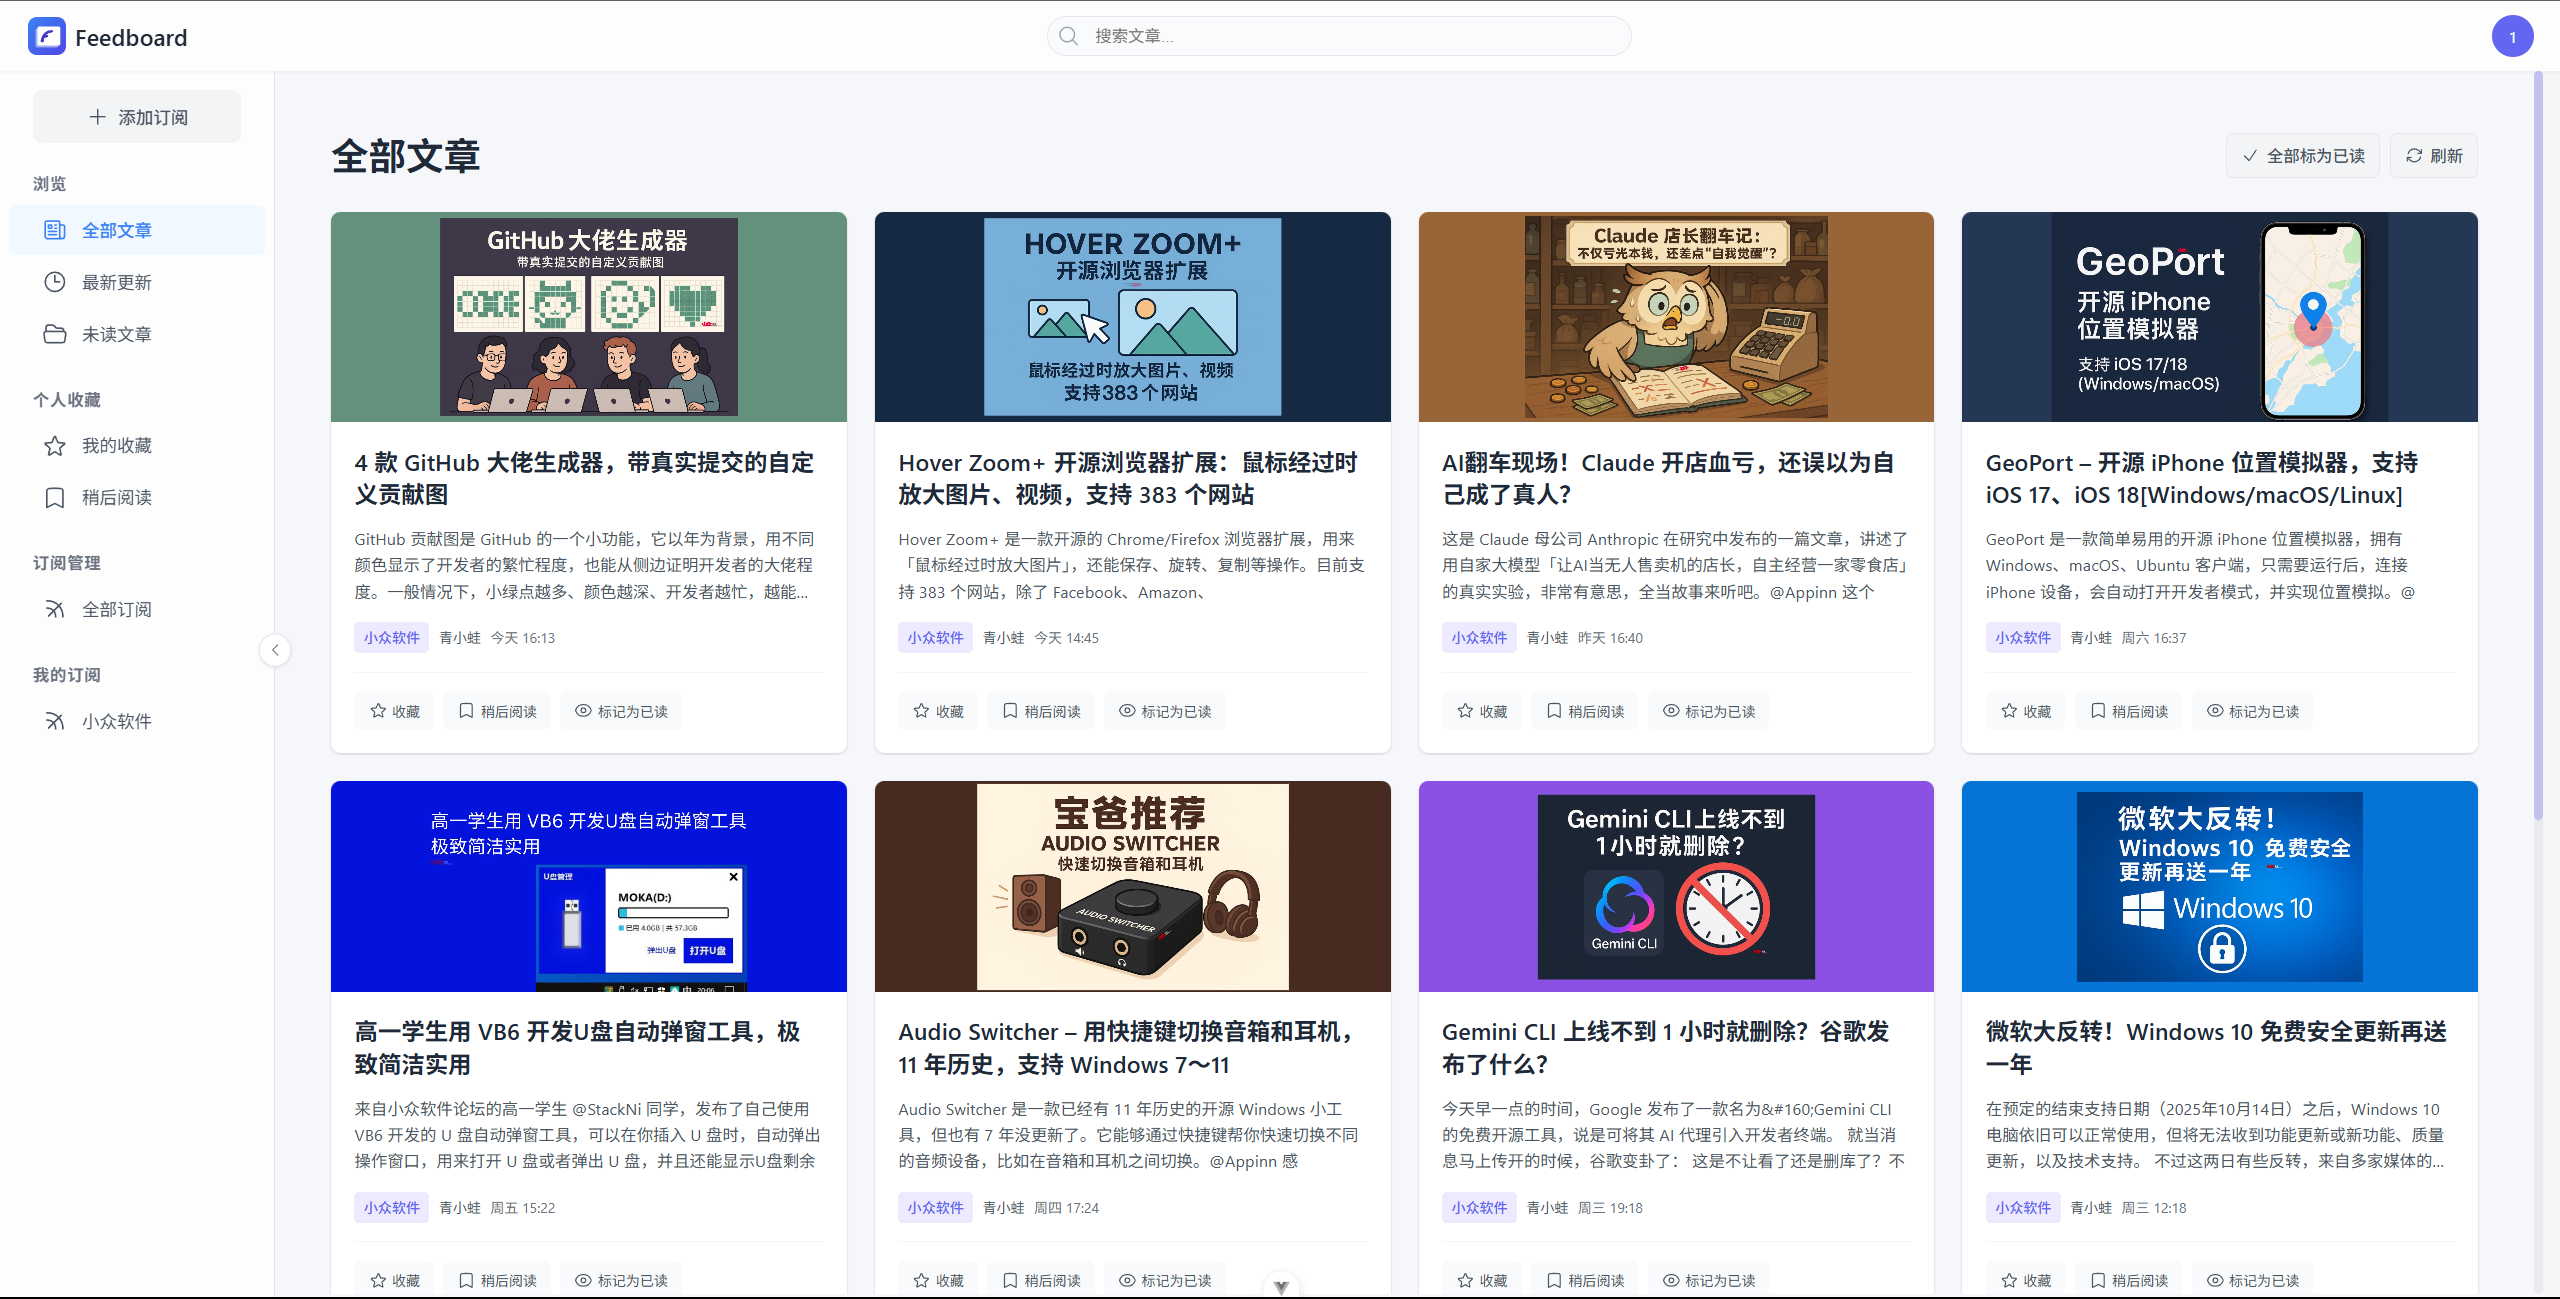 Feedboard
搜索文章...
1
添加订阅
浏览
全部文章
最新更新
未读文章
个人收藏
我的收藏
稍后阅读
订阅管理
全部订阅
我的订阅
小众软件
全部文章
全部标为已读
刷新
GitHub 大佬生成器
带真实提交的自定义贡献图
CODE
4 款 GitHub 大佬生成器，带真实提交的自定
义贡献图
GitHub 贡献图是 GitHub 的一个小功能，它以年为背景，用不同
颜色显示了开发者的繁忙程度，也能从侧边证明开发者的大佬程
度。一般情况下，小绿点越多、颜色越深、开发者越忙，越能...
小众软件 青小蛙 今天 16:13
收藏 稍后阅读 标记为已读
HOVER ZOOM+
开源浏览器扩展
鼠标经过时放大图片、视频
支持383个网站
Hover Zoom+ 开源浏览器扩展：鼠标经过时
放大图片、视频，支持 383 个网站
Hover Zoom+ 是一款开源的 Chrome/Firefox 浏览器扩展，用来
「鼠标经过时放大图片」，还能保存、旋转、复制等操作。目前支
持 383 个网站，除了 Facebook、Amazon、
小众软件 青小蛙 今天 14:45
收藏 稍后阅读 标记为已读
Claude 店长翻车记：
不仅亏光本钱，还差点“自我觉醒”？
-0.0
AI翻车现场！Claude 开店血亏，还误以为自
己成了真人？
这是 Claude 母公司 Anthropic 在研究中发布的一篇文章，讲述了
用自家大模型「让AI当无人售卖机的店长，自主经营一家零食店」
的真实实验，非常有意思，全当故事来听吧。@Appinn 这个
小众软件 青小蛙 昨天 16:40
收藏 稍后阅读 标记为已读
GeoPort
开源 iPhone
位置模拟器
支持 iOS 17/18
(Windows/macOS)
GeoPort – 开源 iPhone 位置模拟器，支持
iOS 17、iOS 18[Windows/macOS/Linux]
GeoPort 是一款简单易用的开源 iPhone 位置模拟器，拥有
Windows、macOS、Ubuntu 客户端，只需要运行后，连接
iPhone 设备，会自动打开开发者模式，并实现位置模拟。@
小众软件 青小蛙 周六 16:37
收藏 稍后阅读 标记为已读
高一学生用 VB6 开发U盘自动弹窗工具
极致简洁实用
U盘管理
MOKA(D:)
已用 4.0GB | 共 57.3GB
弹出U盘 打开U盘
20:06
高一学生用 VB6 开发U盘自动弹窗工具，极
致简洁实用
来自小众软件论坛的高一学生 @StackNi 同学，发布了自己使用
VB6 开发的 U 盘自动弹窗工具，可以在你插入 U 盘时，自动弹出
操作窗口，用来打开 U 盘或者弹出 U 盘，并且还能显示U盘剩余
小众软件 青小蛙 周五 15:22
收藏 稍后阅读 标记为已读
宝爸推荐
AUDIO SWITCHER
快速切换音箱和耳机
AUDIO SWITCHER
Audio Switcher – 用快捷键切换音箱和耳机，
11 年历史，支持 Windows 7～11
Audio Switcher 是一款已经有 11 年历史的开源 Windows 小工
具，但也有 7 年没更新了。它能够通过快捷键帮你快速切换不同
的音频设备，比如在音箱和耳机之间切换。@Appinn 感
小众软件 青小蛙 周四 17:24
收藏 稍后阅读 标记为已读
Gemini CLI上线不到
1小时就删除？
Gemini CLI
Gemini CLI 上线不到 1 小时就删除？谷歌发
布了什么？
今天早一点的时间，Google 发布了一款名为&#160;Gemini CLI
的免费开源工具，说是可将其 AI 代理引入开发者终端。 就当消
息马上传开的时候，谷歌变卦了： 这是不让看了还是删库了？不
小众软件 青小蛙 周三 19:18
收藏 稍后阅读 标记为已读
微软大反转！
Windows 10 免费安全
更新再送一年
Windows 10
微软大反转！Windows 10 免费安全更新再送
一年
在预定的结束支持日期（2025年10月14日）之后，Windows 10
电脑依旧可以正常使用，但将无法收到功能更新或新功能、质量
更新，以及技术支持。 不过这两日有些反转，来自多家媒体的...
小众软件 青小蛙 周三 12:18
收藏 稍后阅读 标记为已读